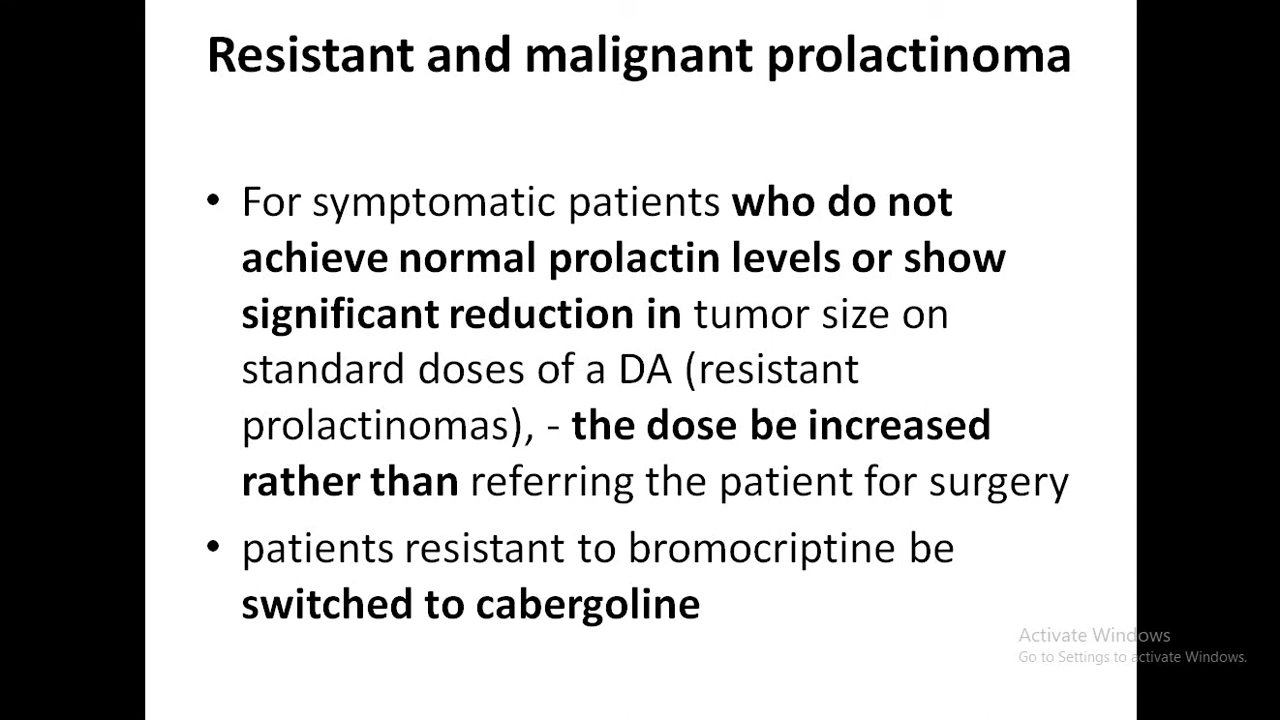 Resistant and malignant prolactinoma
• For symptomatic patients who do not
achieve normal prolactin levels or show
significant reduction in tumor size on
standard doses of a DA (resistant
prolactinomas), - the dose be increased
rather than referring the patient for surgery
• patients resistant to bromocriptine be
switched to cabergoline
Activate Windows
Go to Settings to activate Windows.